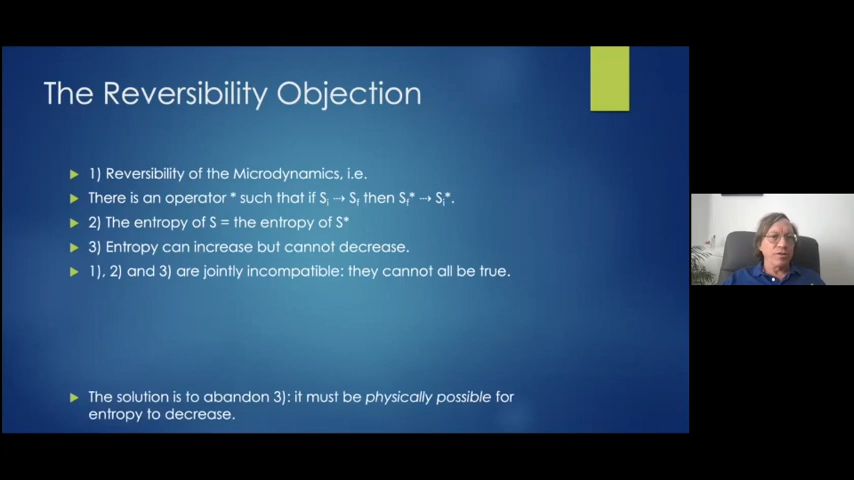 The Reversibility Objection
1) Reversibility of the Microdynamics, i.e.
There is an operator * such that if Sᵢ → S_f then S_f* ⇢ Sᵢ*.
2) The entropy of S = the entropy of S*
3) Entropy can increase but cannot decrease.
1), 2) and 3) are jointly incompatible: they cannot all be true.
The solution is to abandon 3): it must be physically possible for
entropy to decrease.